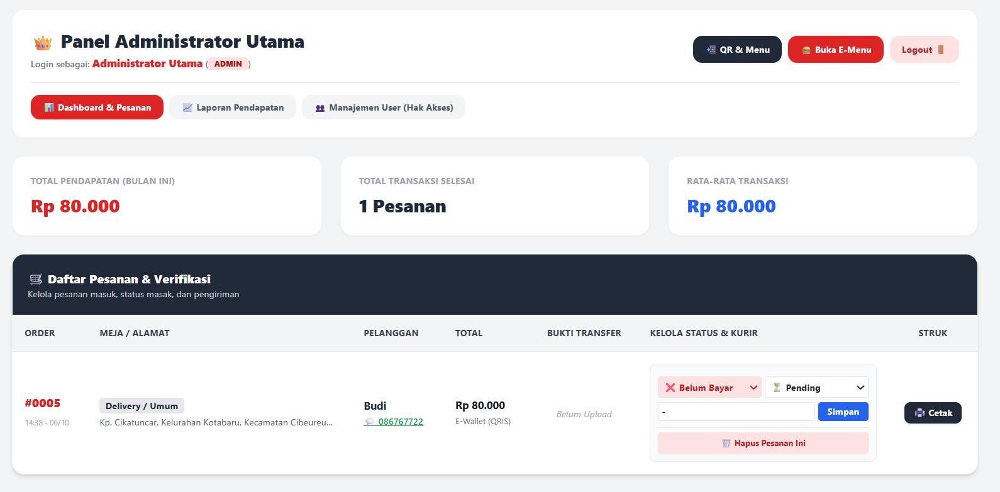 Panel Administrator Utama
Login sebagai: Administrator Utama ( ADMIN )
QR & Menu
Buka E-Menu
Logout
Dashboard & Pesanan
Laporan Pendapatan
Manajemen User (Hak Akses)
TOTAL PENDAPATAN (BULAN INI)
Rp 80.000
TOTAL TRANSAKSI SELESAI
1 Pesanan
RATA-RATA TRANSAKSI
Rp 80.000
Daftar Pesanan & Verifikasi
Kelola pesanan masuk, status masak, dan pengiriman
ORDER MEJA / ALAMAT PELANGGAN TOTAL BUKTI TRANSFER KELOLA STATUS & KURIR STRUK
#0005
14:38 - 06/10
Delivery / Umum
Kp. Cikatuncar, Kelurahan Kotabaru, Kecamatan Cibeureu...
Budi
086767722
Rp 80.000
E-Wallet (QRIS)
Belum Upload
Belum Bayar
Pending
-
Simpan
Hapus Pesanan Ini
Cetak